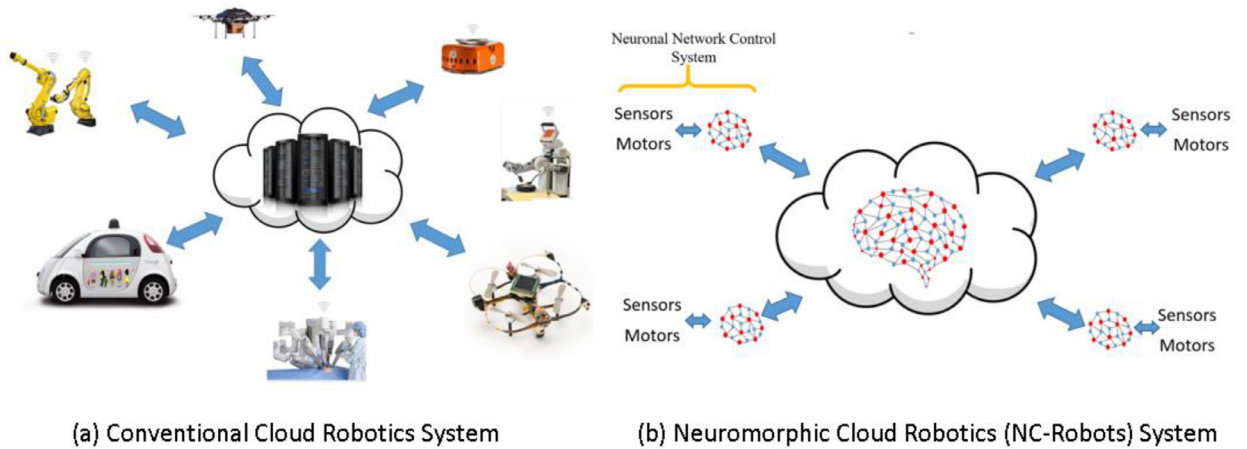 Neuronal Network Control
System
Sensors
Motors
Sensors
Motors
Sensors
Motors
Sensors
Motors
(a) Conventional Cloud Robotics System
(b) Neuromorphic Cloud Robotics (NC-Robots) System